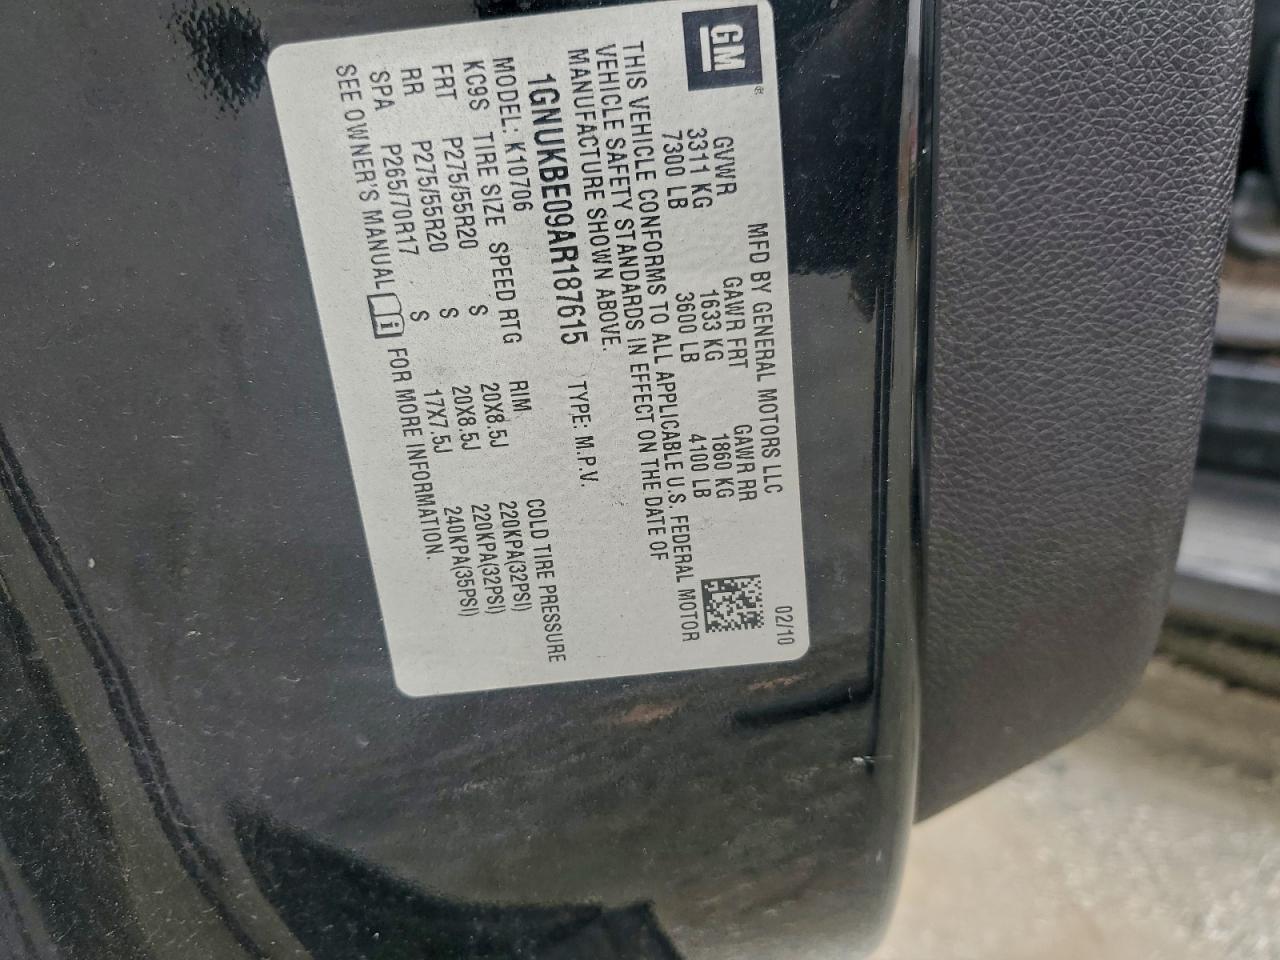 GM
MFD BY GENERAL MOTORS LLC 02/10
GVWR GAWR FRT GAWR RR
3311 KG 1633 KG 1860 KG
7300 LB 3600 LB 4100 LB
THIS VEHICLE CONFORMS TO ALL APPLICABLE U.S. FEDERAL MOTOR
VEHICLE SAFETY STANDARDS IN EFFECT ON THE DATE OF
MANUFACTURE SHOWN ABOVE.
1GNUKBE09AR187615 TYPE: M.P.V.
MODEL: K10706
KC9S TIRE SIZE SPEED RTG RIM COLD TIRE PRESSURE
FRT P275/55R20 S 20X8.5J 220KPA(32PSI)
RR P275/55R20 S 20X8.5J 220KPA(32PSI)
SPA P265/70R17 S 17X7.5J 240KPA(35PSI)
SEE OWNER'S MANUAL i FOR MORE INFORMATION.